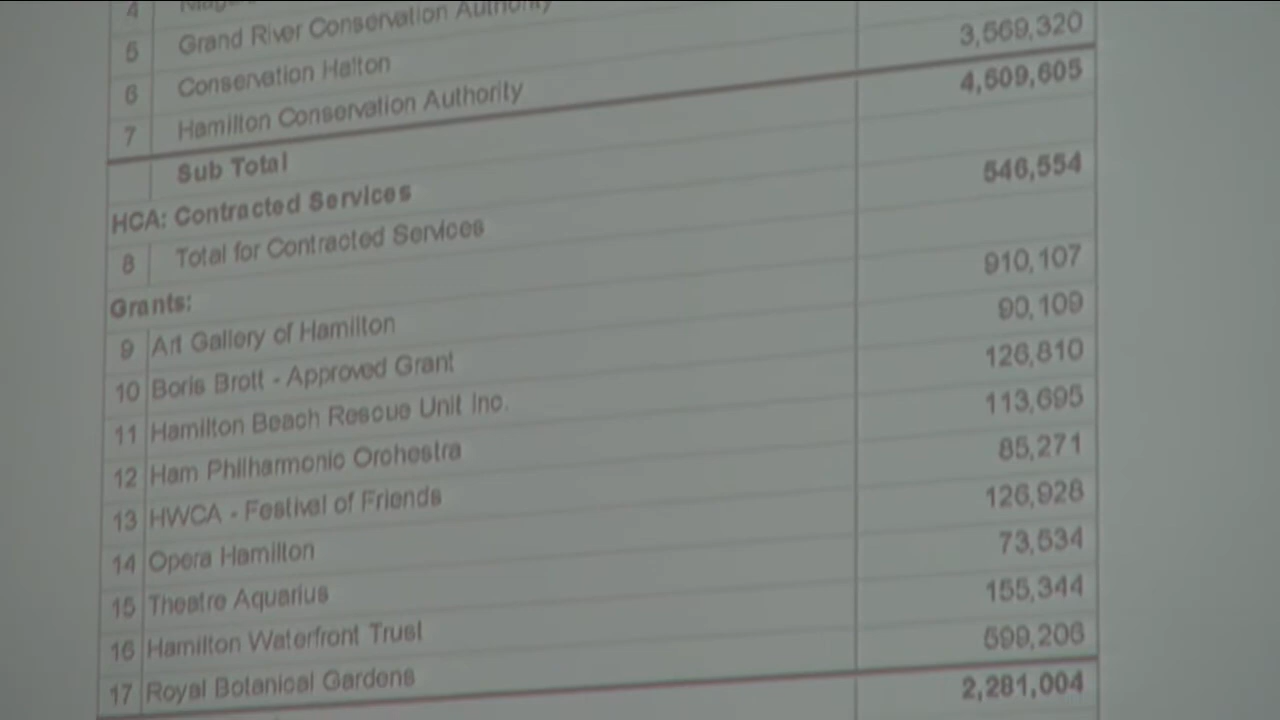 4
5 Grand River Conservation Authority
6 Conservation Halton
7 Hamilton Conservation Authority 3,569,320
Sub Total 4,609,605
HCA: Contracted Services
8 Total for Contracted Services 546,554
Grants:
9 Art Gallery of Hamilton 910,107
10 Boris Brott - Approved Grant 90,109
11 Hamilton Beach Rescue Unit Inc. 126,810
12 Ham Philharmonic Orchestra 113,695
13 HWCA - Festival of Friends 85,271
14 Opera Hamilton 126,928
15 Theatre Aquarius 73,534
16 Hamilton Waterfront Trust 155,344
17 Royal Botanical Gardens 599,206
2,281,004